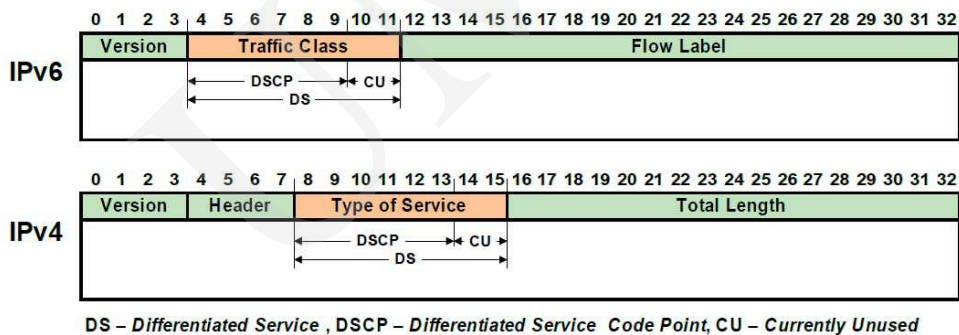 0 1 2 3 4 5 6 7 8 9 10 11 12 13 14 15 16 17 18 19 20 21 22 23 24 25 26 27 28 29 30 31 32
Version Traffic Class Flow Label
IPv6
DSCP CU
DS
0 1 2 3 4 5 6 7 8 9 10 11 12 13 14 15 16 17 18 19 20 21 22 23 24 25 26 27 28 29 30 31 32
Version Header Type of Service Total Length
IPv4
DSCP CU
DS
DS – Differentiated Service , DSCP – Differentiated Service Code Point, CU – Currently Unused